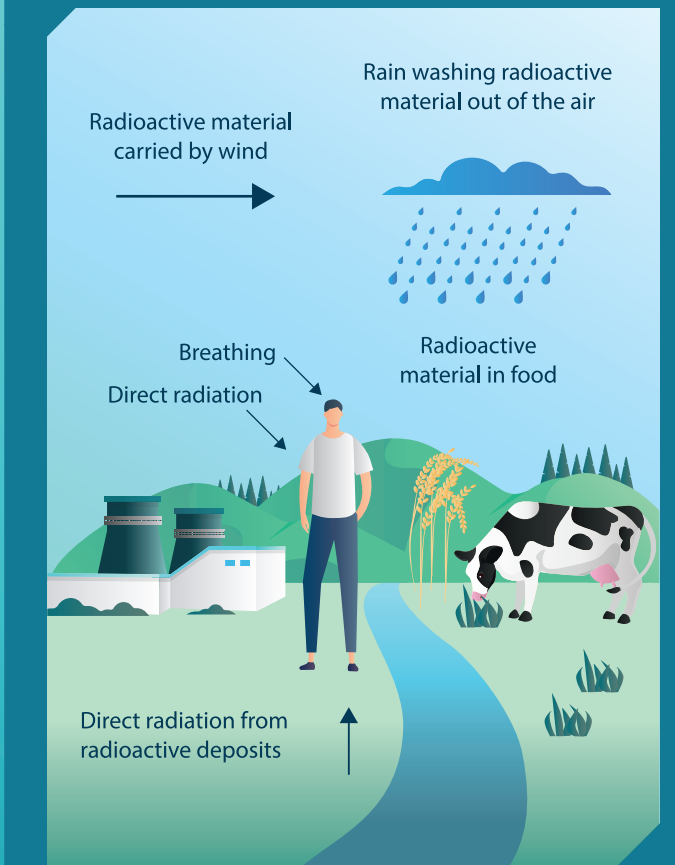 Rain washing radioactive
material out of the air
Radioactive material
carried by wind
Breathing
Direct radiation
Radioactive
material in food
Direct radiation from
radioactive deposits